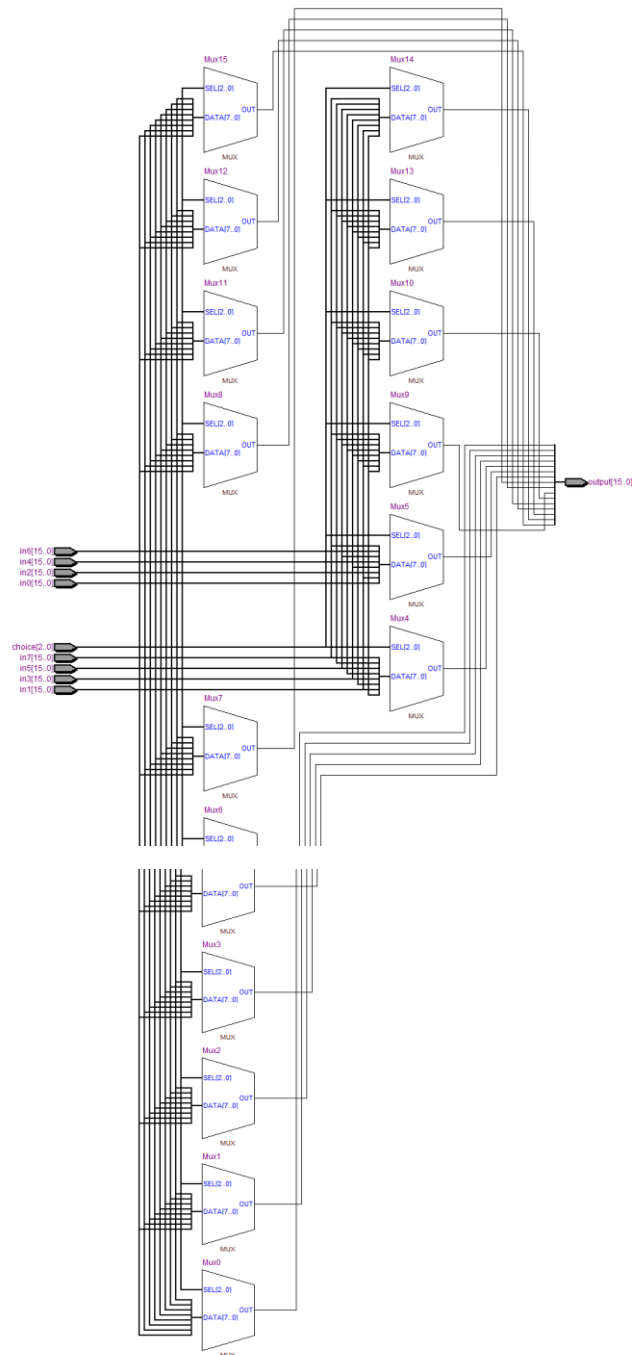 Mux15
SEL[2..0]
OUT
DATA[7..0]
MUX
Mux14
SEL[2..0]
OUT
DATA[7..0]
MUX
Mux12
SEL[2..0]
OUT
DATA[7..0]
MUX
Mux13
SEL[2..0]
OUT
DATA[7..0]
MUX
Mux11
SEL[2..0]
OUT
DATA[7..0]
MUX
Mux10
SEL[2..0]
OUT
DATA[7..0]
MUX
Mux8
SEL[2..0]
OUT
DATA[7..0]
MUX
Mux9
SEL[2..0]
OUT
DATA[7..0]
MUX
output[15..0]
Mux5
SEL[2..0]
OUT
DATA[7..0]
MUX
in6[15..0]
in4[15..0]
in2[15..0]
in0[15..0]
Mux4
SEL[2..0]
OUT
DATA[7..0]
MUX
choice[2..0]
in7[15..0]
in5[15..0]
in3[15..0]
in1[15..0]
Mux7
SEL[2..0]
OUT
DATA[7..0]
MUX
Mux6
SEL[2..0]
OUT
DATA[7..0]
MUX
Mux3
SEL[2..0]
OUT
DATA[7..0]
MUX
Mux2
SEL[2..0]
OUT
DATA[7..0]
MUX
Mux1
SEL[2..0]
OUT
DATA[7..0]
MUX
Mux0
SEL[2..0]
OUT
DATA[7..0]
MUX